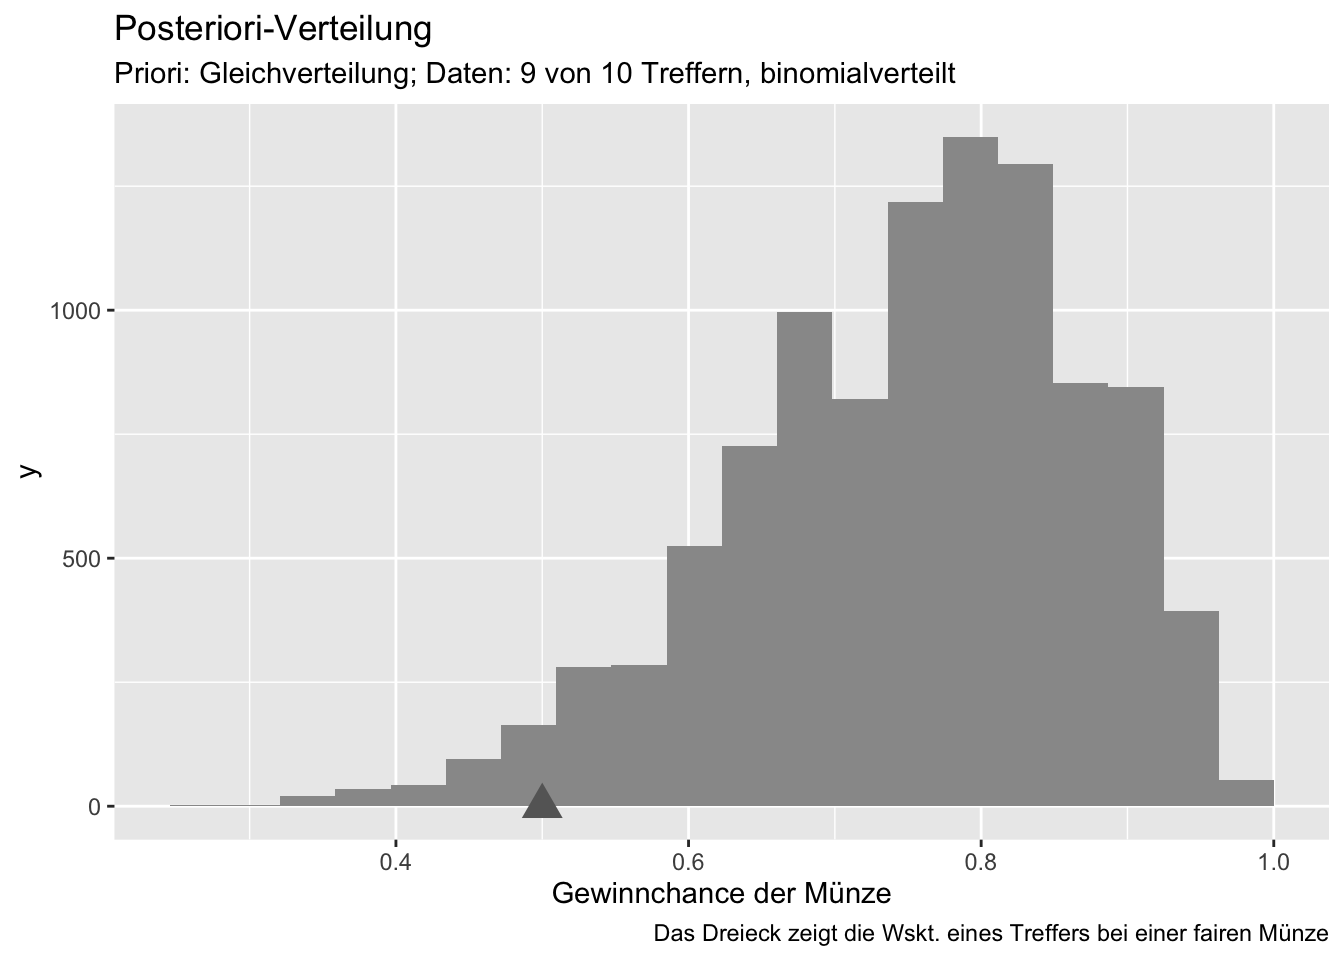 Posteriori-Verteilung
Priori: Gleichverteilung; Daten: 9 von 10 Treffern, binomialverteilt
y
1000
500
0
0.4
0.6
0.8
1.0
Gewinnchance der Münze
Das Dreieck zeigt die Wskt. eines Treffers bei einer fairen Münze